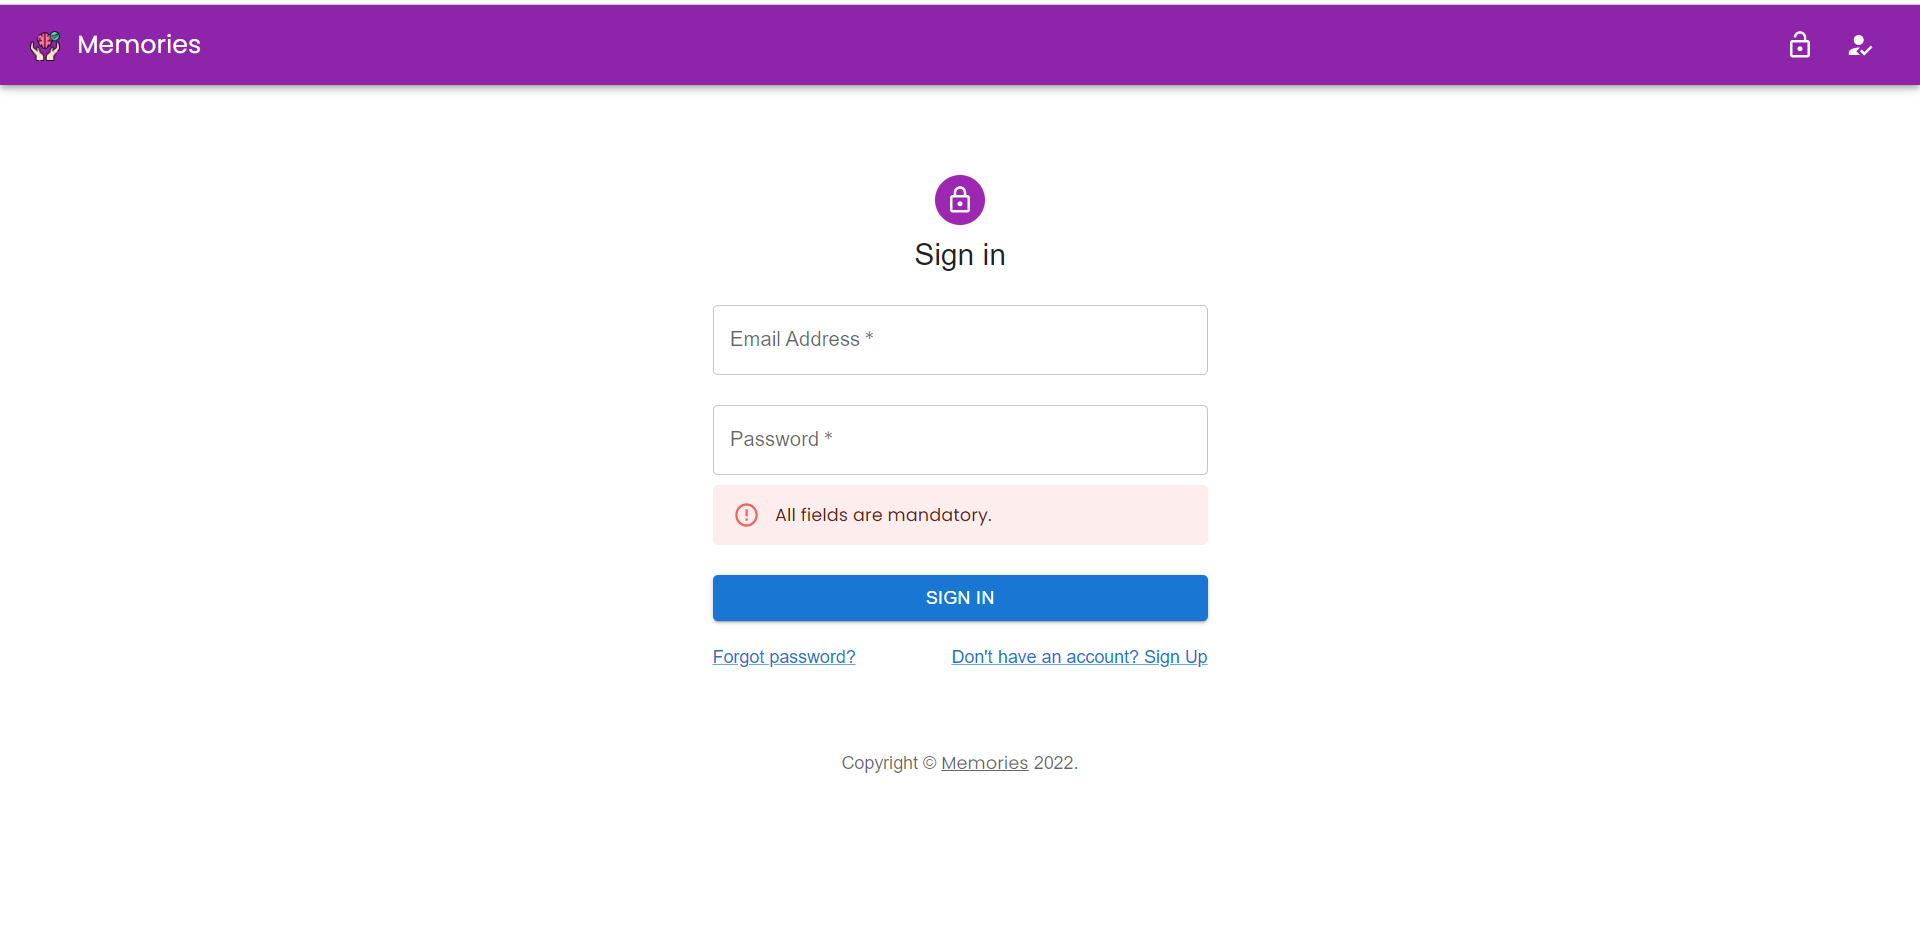 Memories
Sign in
Email Address *
Password *
All fields are mandatory.
SIGN IN
Forgot password? Don't have an account? Sign Up
Copyright © Memories 2022.